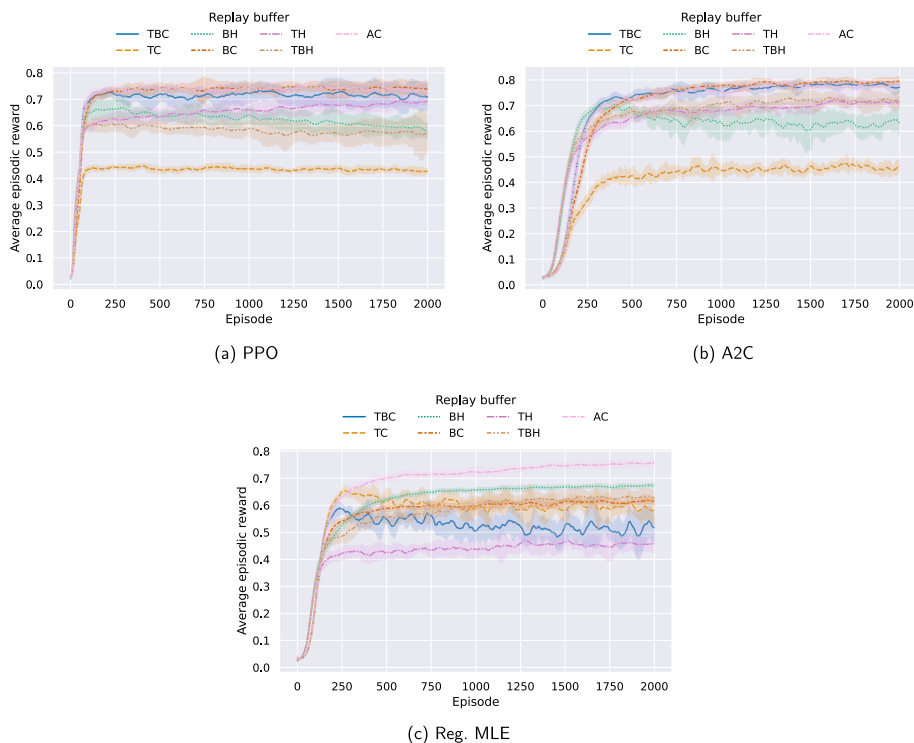 Replay buffer
TBC BH TH AC
TC BC TBH
Average episodic reward
0.8
0.7
0.6
0.5
0.4
0.3
0.2
0.1
0.0
0 250 500 750 1000 1250 1500 1750 2000
Episode
(a) PPO
Replay buffer
TBC BH TH AC
TC BC TBH
Average episodic reward
0.8
0.7
0.6
0.5
0.4
0.3
0.2
0.1
0.0
0 250 500 750 1000 1250 1500 1750 2000
Episode
(b) A2C
Replay buffer
TBC BH TH AC
TC BC TBH
Average episodic reward
0.8
0.7
0.6
0.5
0.4
0.3
0.2
0.1
0.0
0 250 500 750 1000 1250 1500 1750 2000
Episode
(c) Reg. MLE